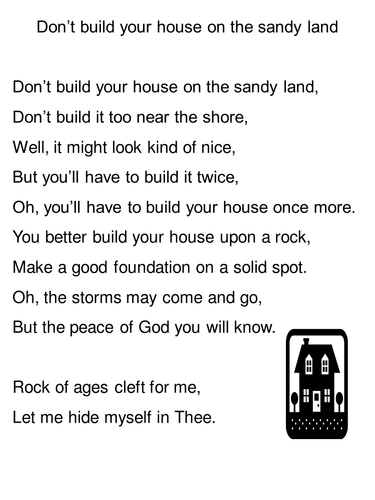 Don’t build your house on the sandy land
Don’t build your house on the sandy land,
Don’t build it too near the shore,
Well, it might look kind of nice,
But you’ll have to build it twice,
Oh, you’ll have to build your house once more.
You better build your house upon a rock,
Make a good foundation on a solid spot.
Oh, the storms may come and go,
But the peace of God you will know.
Rock of ages cleft for me,
Let me hide myself in Thee.